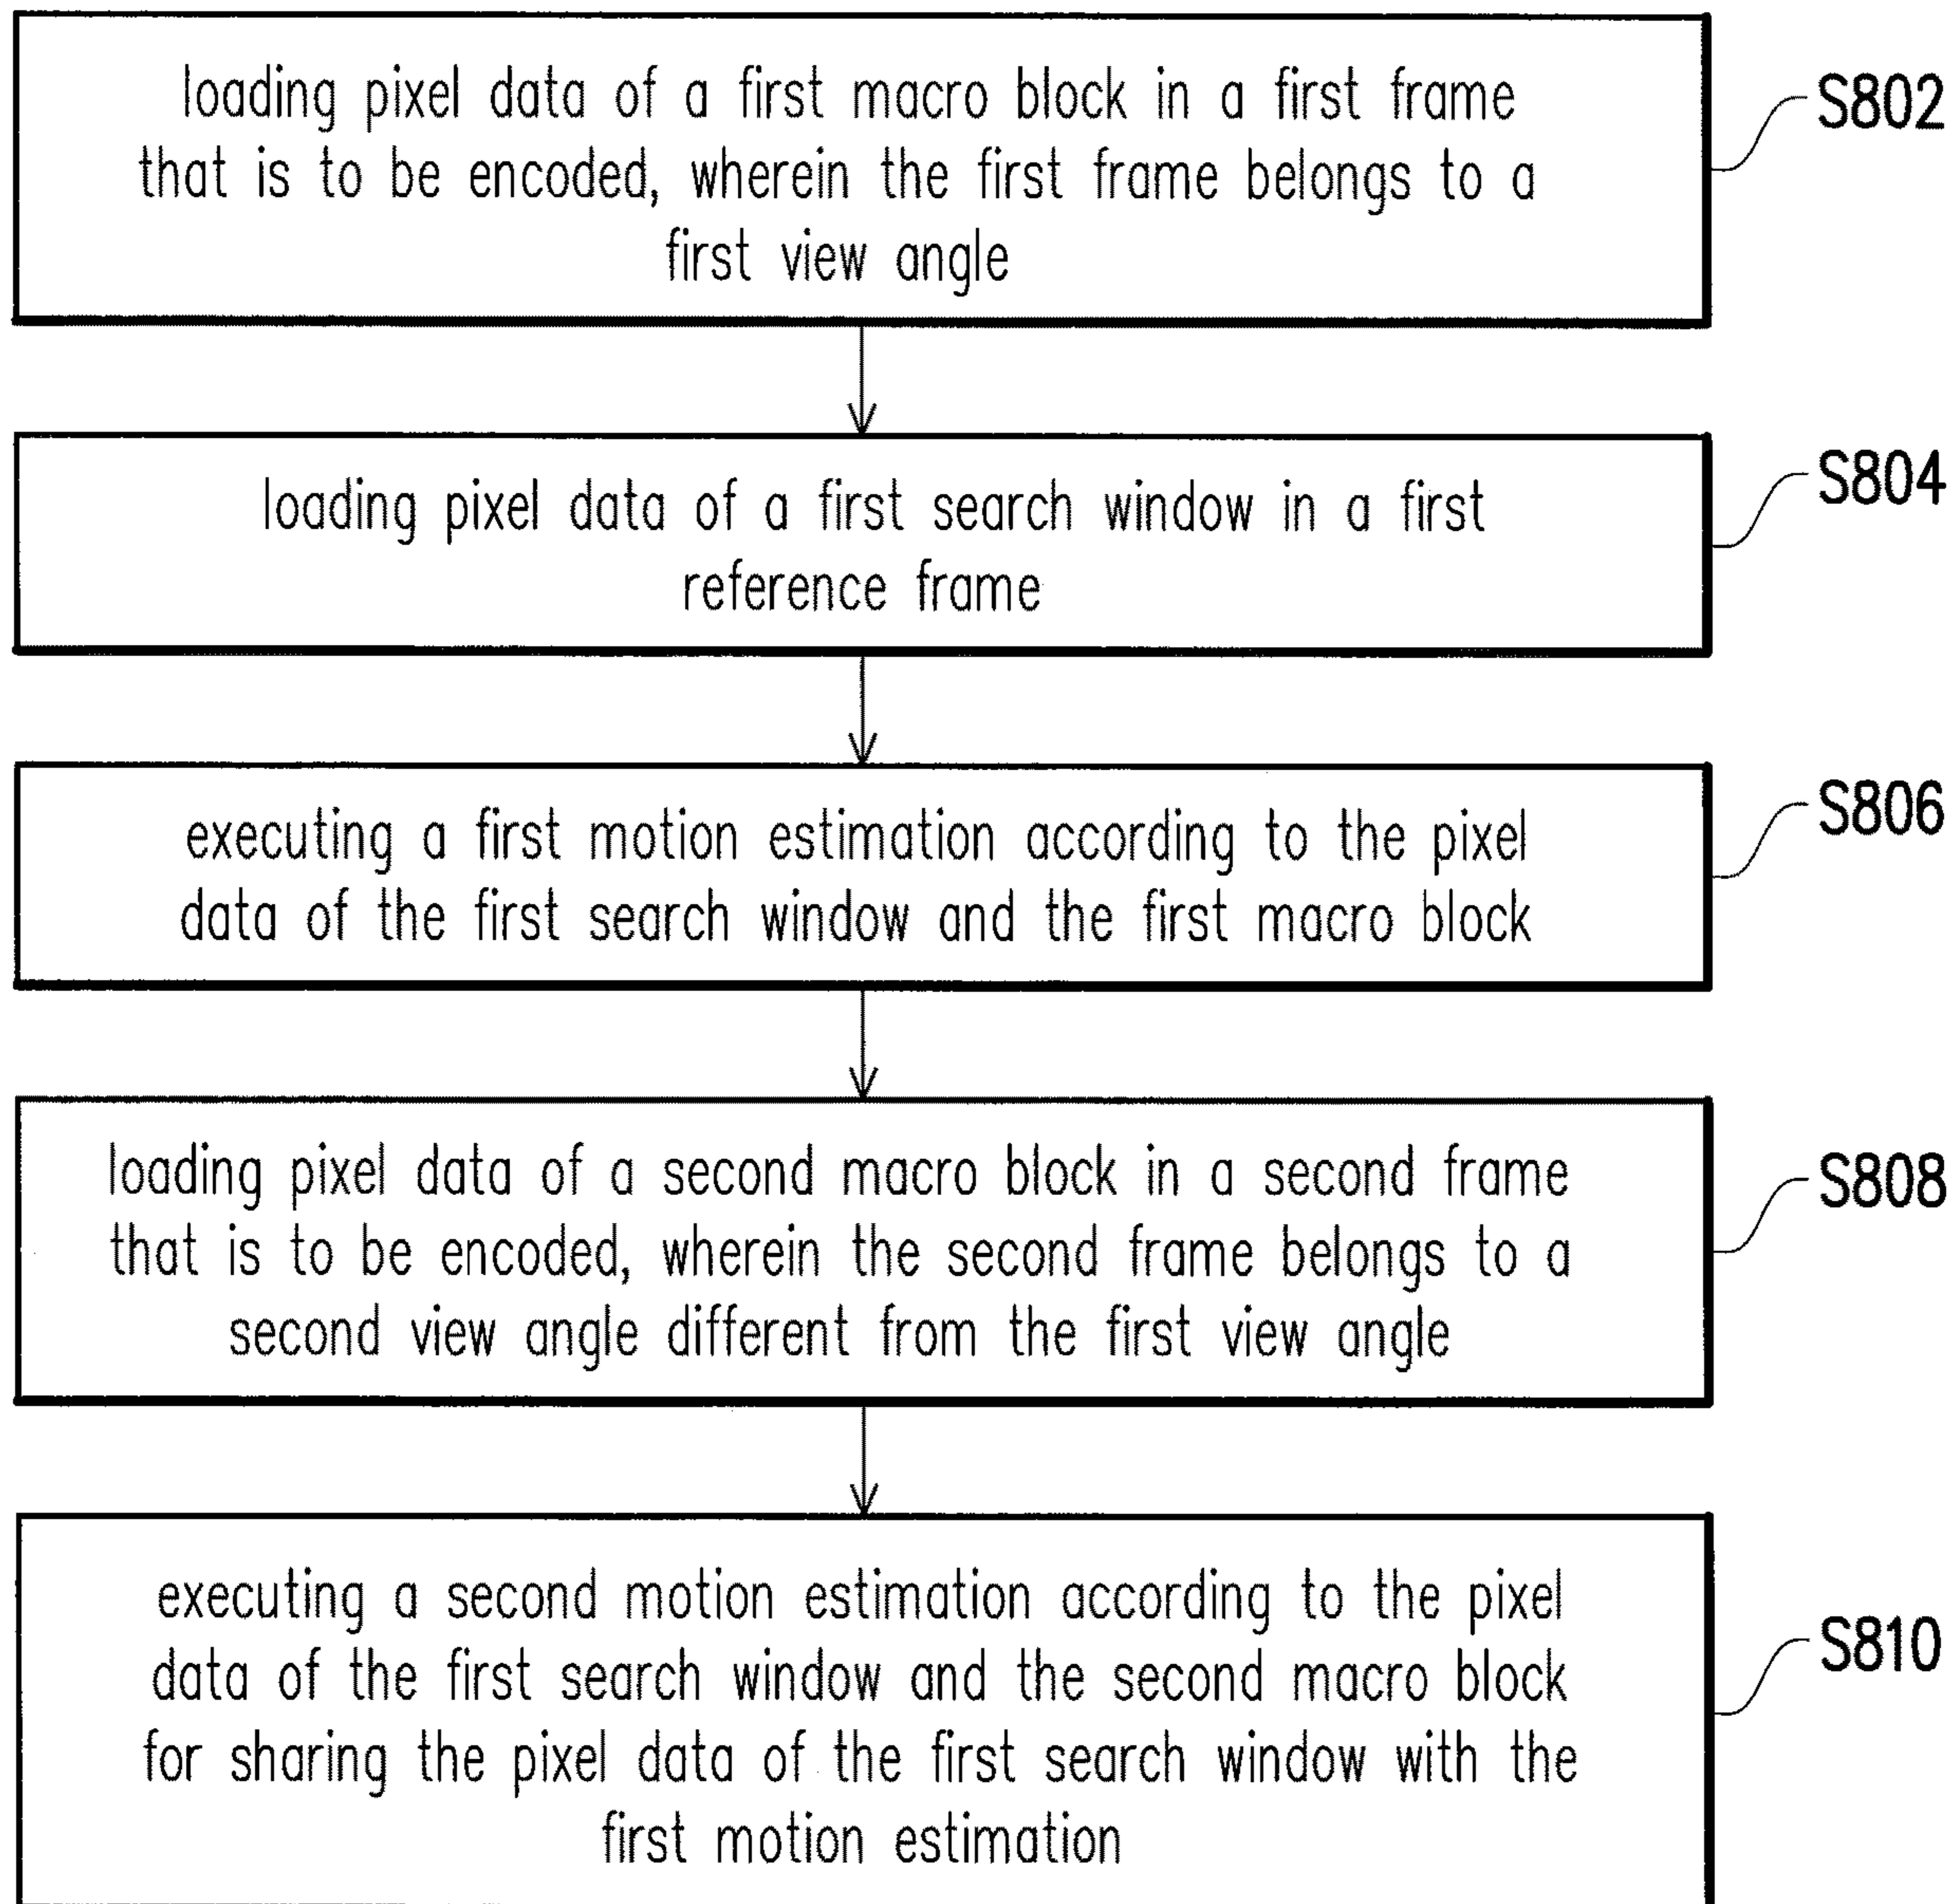 loading pixel data of a first macro block in a first frame
that is to be encoded, wherein the first frame belongs to a
first view angle
S802
loading pixel data of a first search window in a first
reference frame
S804
executing a first motion estimation according to the pixel
data of the first search window and the first macro block
S806
loading pixel data of a second macro block in a second frame
that is to be encoded, wherein the second frame belongs to a
second view angle different from the first view angle
S808
executing a second motion estimation according to the pixel
data of the first search window and the second macro block
for sharing the pixel data of the first search window with the
first motion estimation
S810